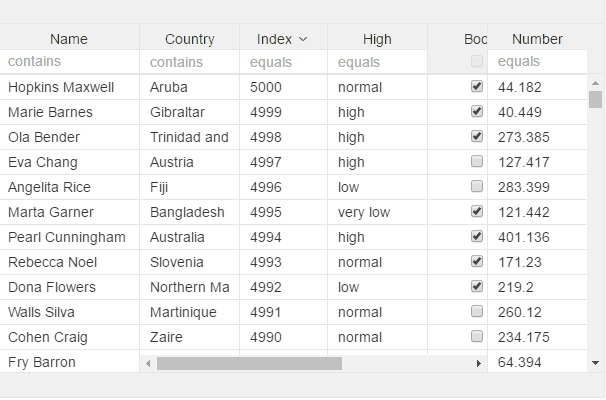 Name Country Index High Boo Number
contains contains equals equals equals
Hopkins Maxwell Aruba 5000 normal 44.182
Marie Barnes Gibraltar 4999 high 40.449
Ola Bender Trinidad and 4998 high 273.385
Eva Chang Austria 4997 high 127.417
Angelita Rice Fiji 4996 low 283.399
Marta Garner Bangladesh 4995 very low 121.442
Pearl Cunningham Australia 4994 high 401.136
Rebecca Noel Slovenia 4993 normal 171.23
Dona Flowers Northern Ma 4992 low 219.2
Walls Silva Martinique 4991 normal 260.12
Cohen Craig Zaire 4990 normal 234.175
Fry Barron 64.394